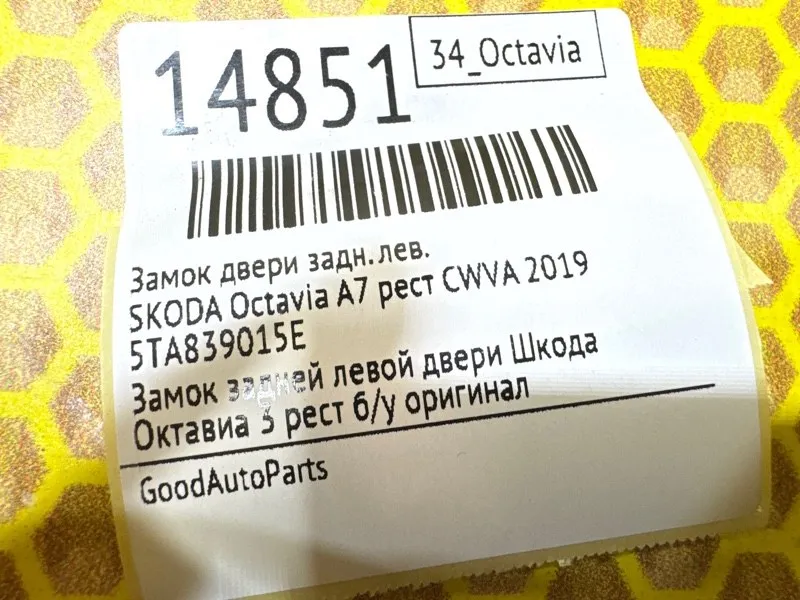 14851
34_Octavia
Замок двери задн.лев.
SKODA Octavia A7 рест CWVA 2019
5TA839015E
Замок задней левой двери Шкода
Октавиа 3 рест б/у оригинал
GoodAutoParts